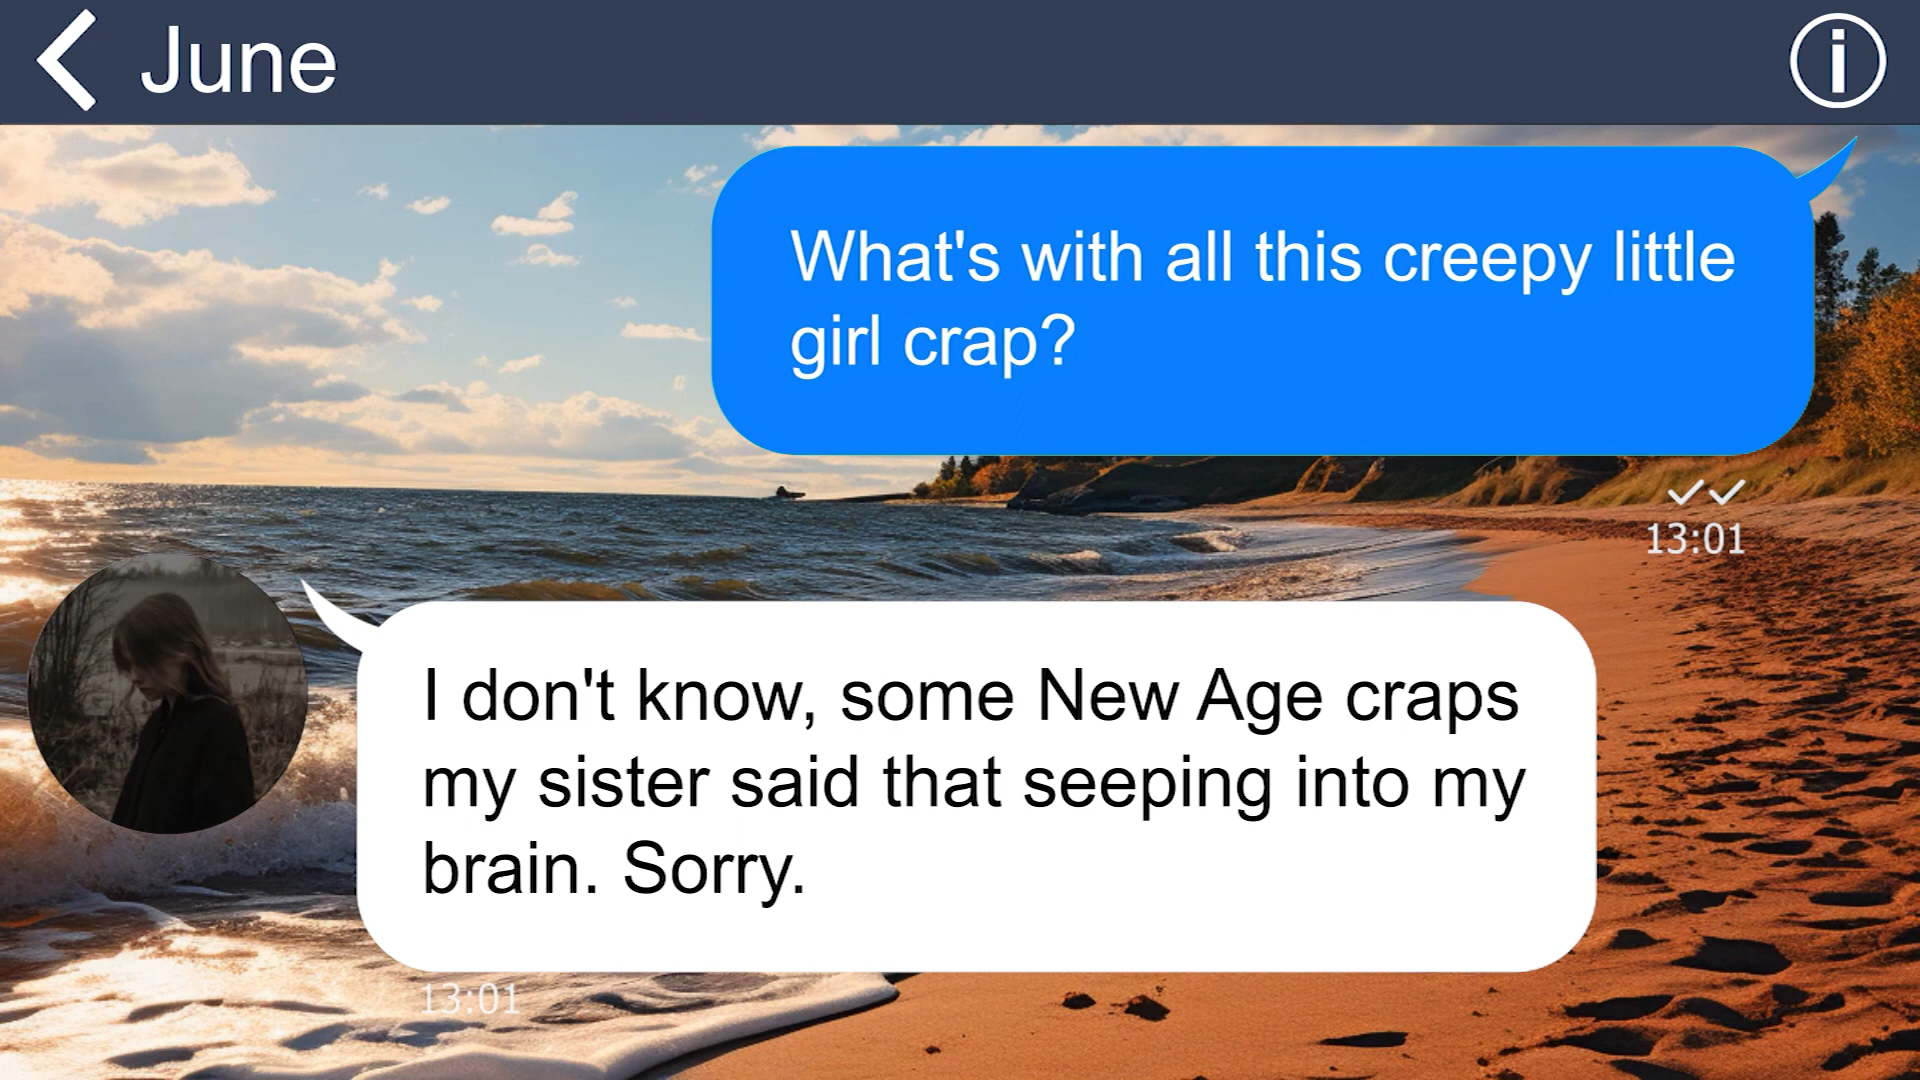 June
What's with all this creepy little
girl crap?
13:01
I don't know, some New Age craps
my sister said that seeping into my
brain. Sorry.
13:01